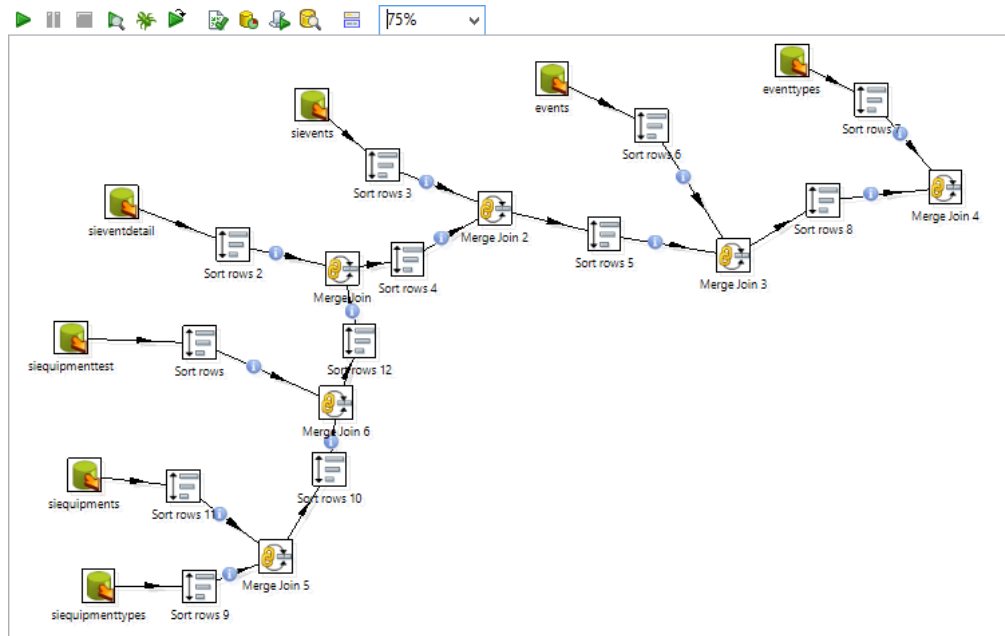 75%
eventtypes
events
sievents
Sort rows 7
Sort rows 6
Sort rows 3
Merge Join 4
sieventdetail
Merge Join 2
Sort rows 8
Sort rows 5
Sort rows 2
Merge Join
Sort rows 4
Merge Join 3
siequipmenttest
Sort rows
Sort rows 12
Merge Join 6
siequipments
Sort rows 11
Sort rows 10
Merge Join 5
siequipmenttypes
Sort rows 9